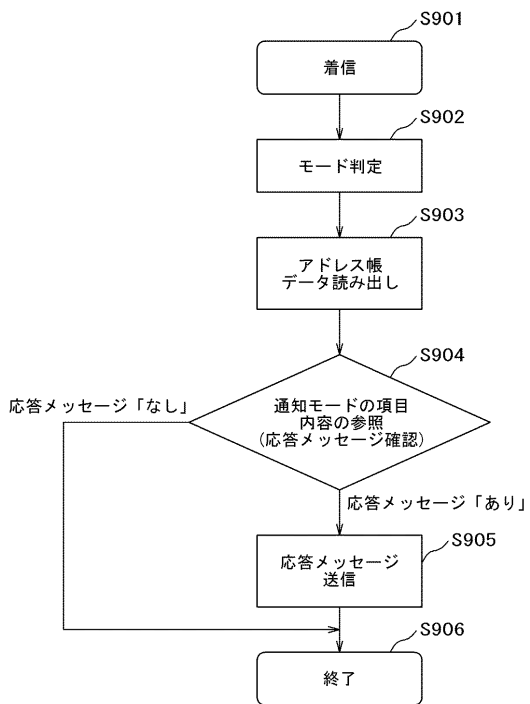 S901
着信
S902
モード判定
S903
アドレス帳
データ読み出し
S904
応答メッセージ「なし」
通知モードの項目
内容の参照
(応答メッセージ確認)
応答メッセージ「あり」
S905
応答メッセージ
送信
S906
終了